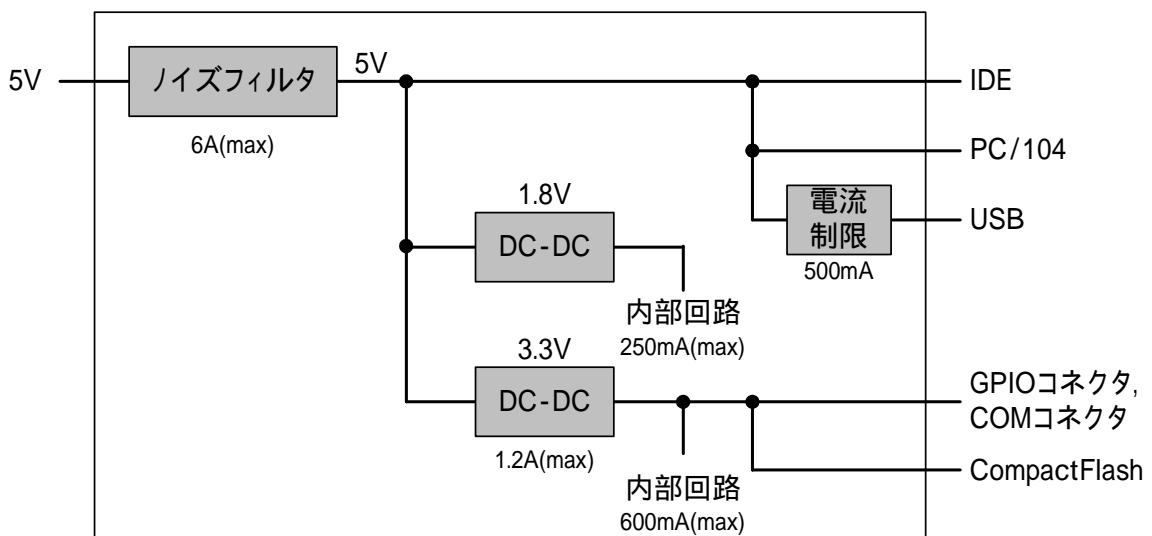 5V
ノイズフィルタ
6A(max)
5V
IDE
PC/104
電流
制限
500mA
USB
1.8V
DC-DC
内部回路
250mA(max)
3.3V
DC-DC
1.2A(max)
内部回路
600mA(max)
GPIOコネクタ,
COMコネクタ
CompactFlash